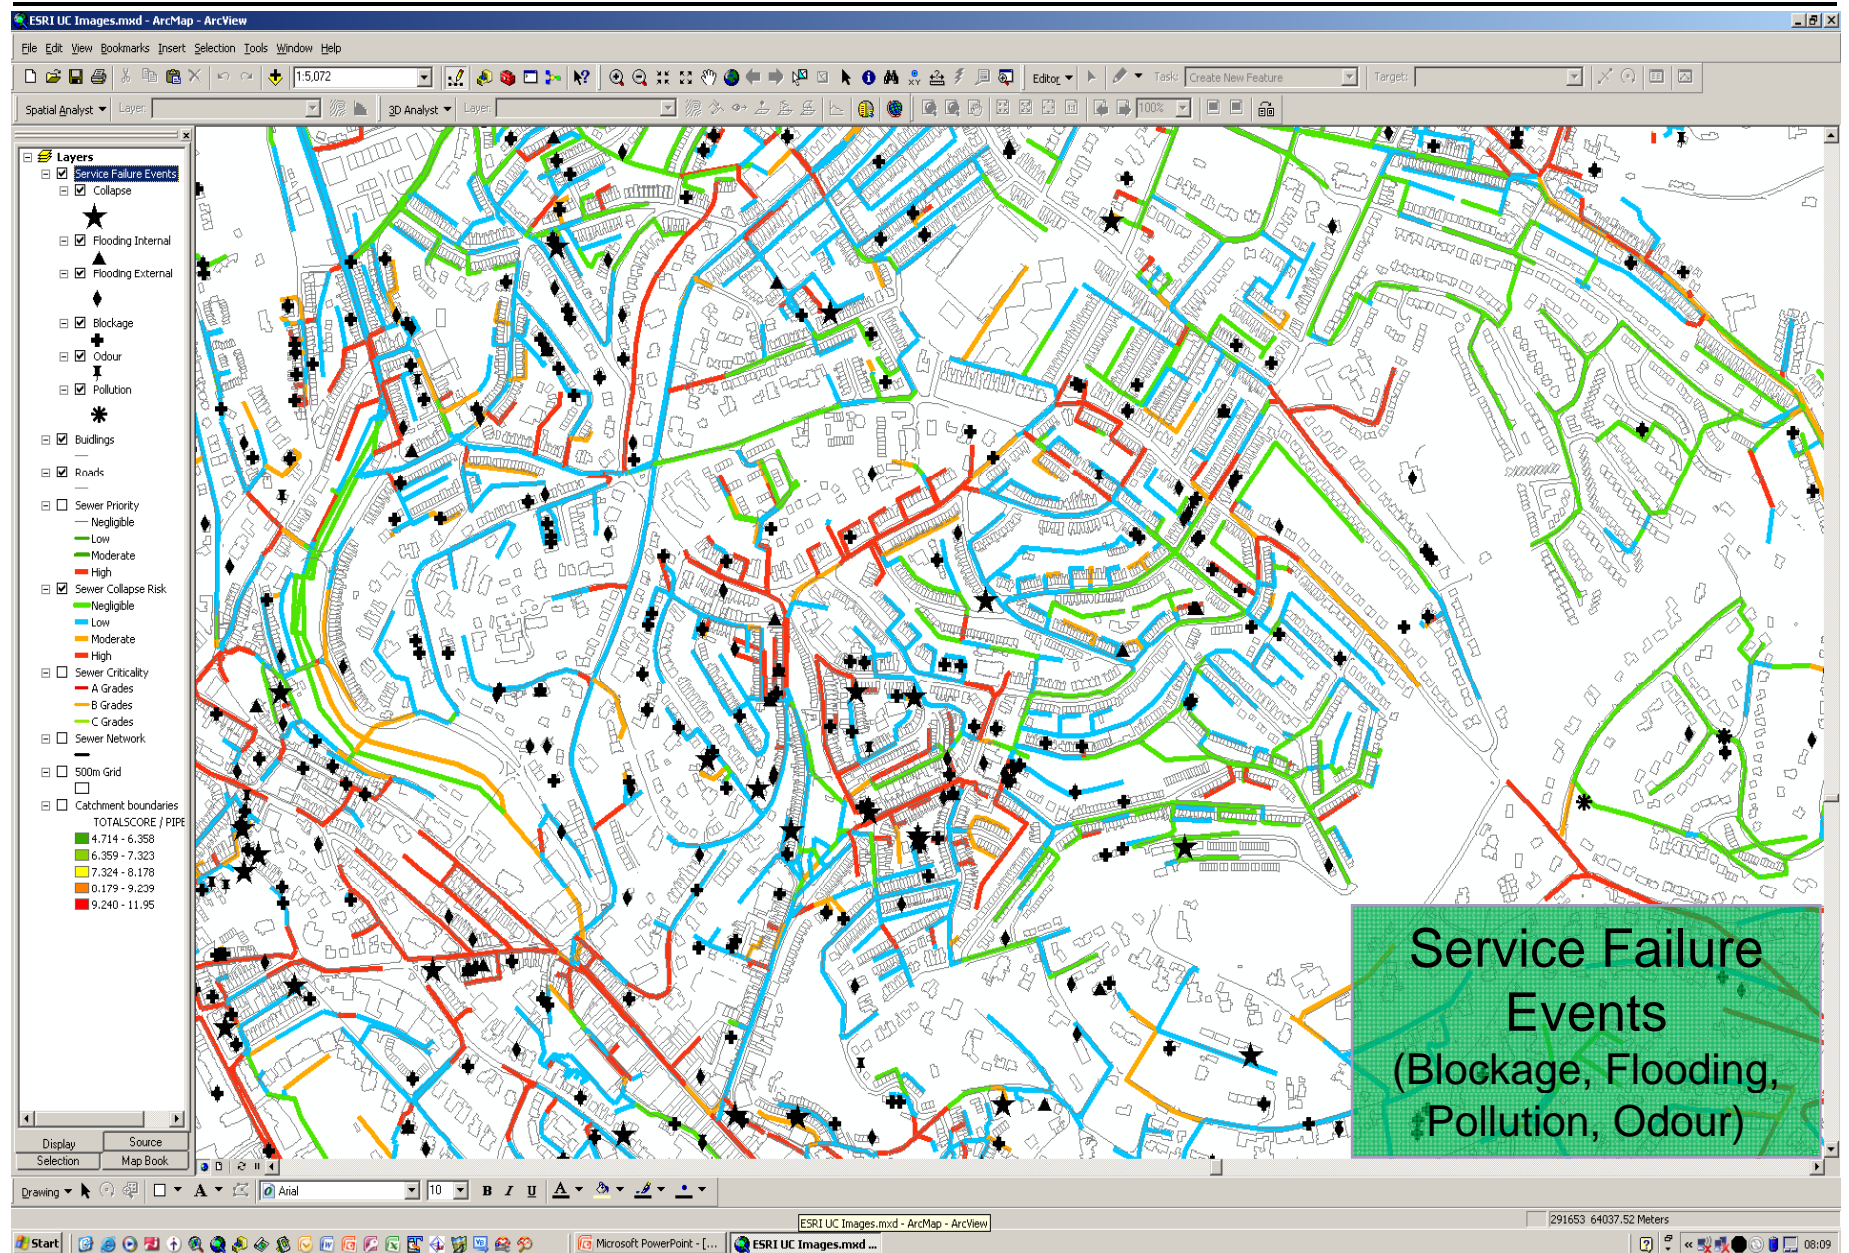 ESRI UC Images.mxd - ArcMap - ArcView
File Edit View Bookmarks Insert Selection Tools Window Help
1:5,072
Editor
Task: Create New Feature
Target:
Spatial Analyst
Layer:
3D Analyst
Layer:
100%
Layers
Service Failure Events
Collapse
Flooding Internal
Flooding External
Blockage
Odour
Pollution
Buidlings
Roads
Sewer Priority
Negligible
Low
Moderate
High
Sewer Collapse Risk
Negligible
Low
Moderate
High
Sewer Criticality
A Grades
B Grades
C Grades
Sewer Network
500m Grid
Catchment boundaries
TOTALSCORE / PIPE
4.714 - 6.358
6.359 - 7.323
7.324 - 8.178
8.179 - 9.239
9.240 - 11.95
Service Failure
Events
(Blockage, Flooding,
Pollution, Odour)
Display Source
Selection Map Book
Drawing
Arial
10
B I U A
ESRI UC Images.mxd - ArcMap - ArcView
291653 64037.52 Meters
Start
Microsoft PowerPoint - [...
ESRI UC Images.mxd ...
08:09